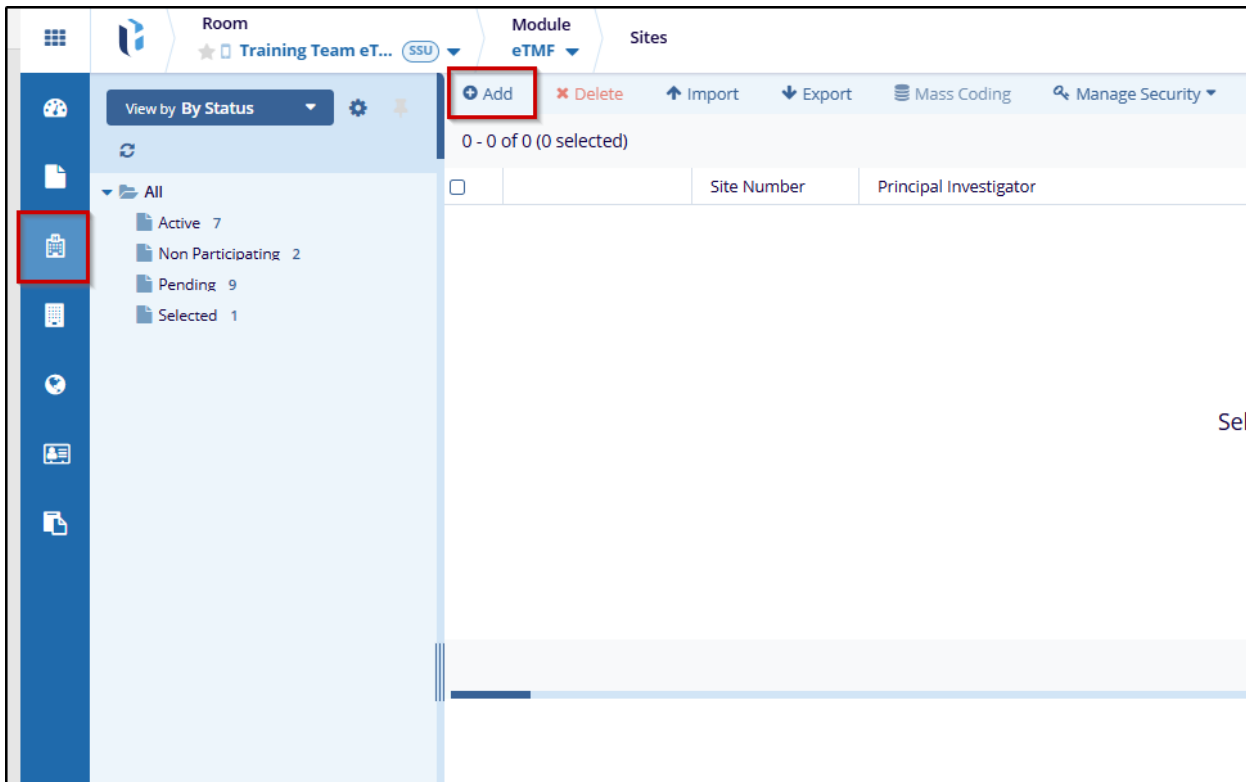 Room
Training Team eT... SSU
Module
eTMF
Sites
View by By Status
Add Delete Import Export Mass Coding Manage Security
0 - 0 of 0 (0 selected)
Site Number Principal Investigator
All
Active 7
Non Participating 2
Pending 9
Selected 1
Sel